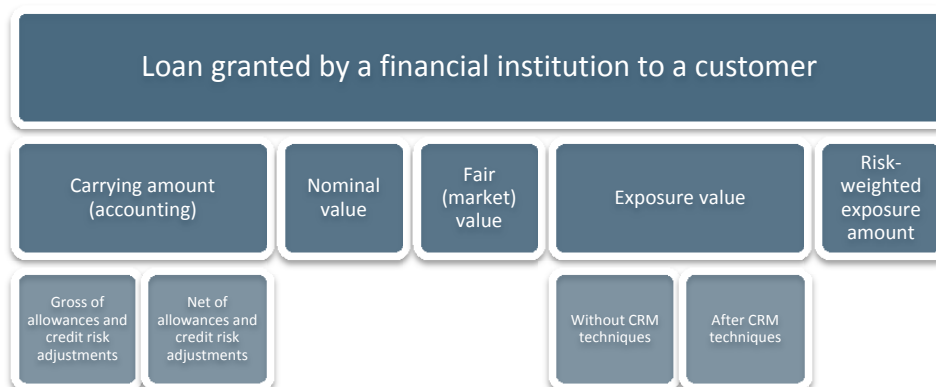 Loan granted by a financial institution to a customer
Carrying amount
(accounting)
Nominal
value
Fair
(market)
value
Exposure value
Risk-
weighted
exposure
amount
Gross of
allowances and
credit risk
adjustments
Net of
allowances and
credit risk
adjustments
Without CRM
techniques
After CRM
techniques